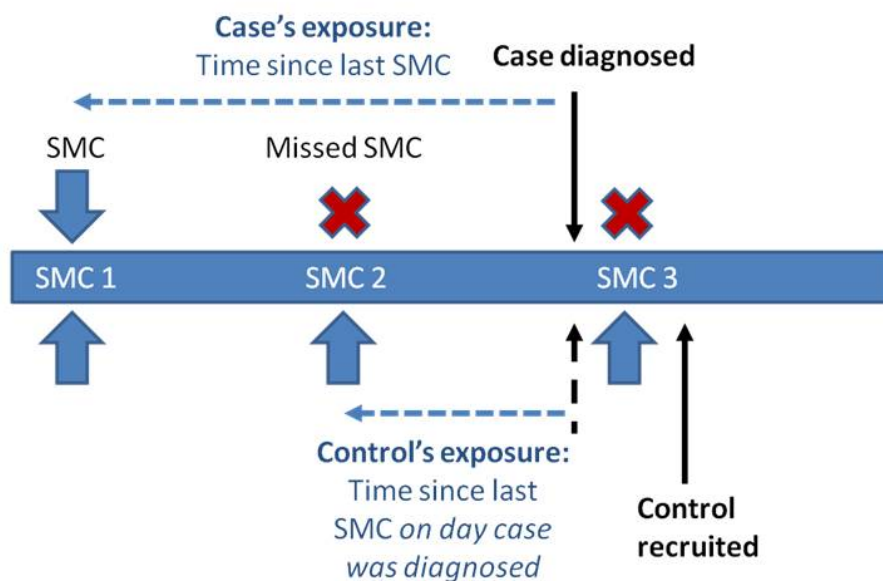 Case's exposure:
Time since last SMC
Case diagnosed
SMC
Missed SMC
SMC 1
SMC 2
SMC 3
Control's exposure:
Time since last
SMC on day case
was diagnosed
Control
recruited